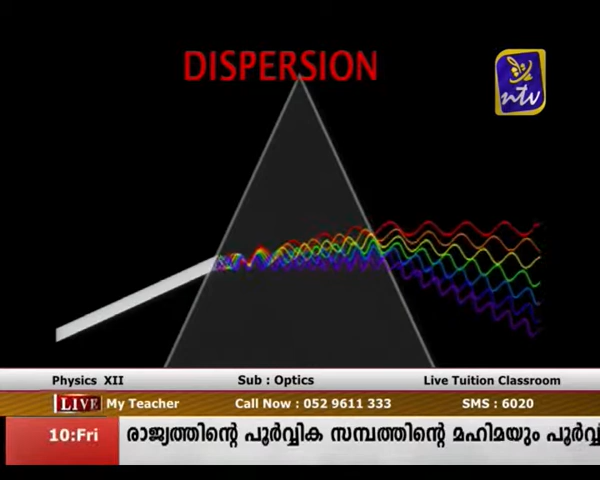 DISPERSION
ntv
Physics XII Sub : Optics Live Tuition Classroom
LIVE My Teacher Call Now : 052 9611 333 SMS : 6020
10:Fri രാജ്യത്തിന്റെ പൂർവ്വിക സമ്പത്തിന്റെ മഹിമയും പൂർവ്വ